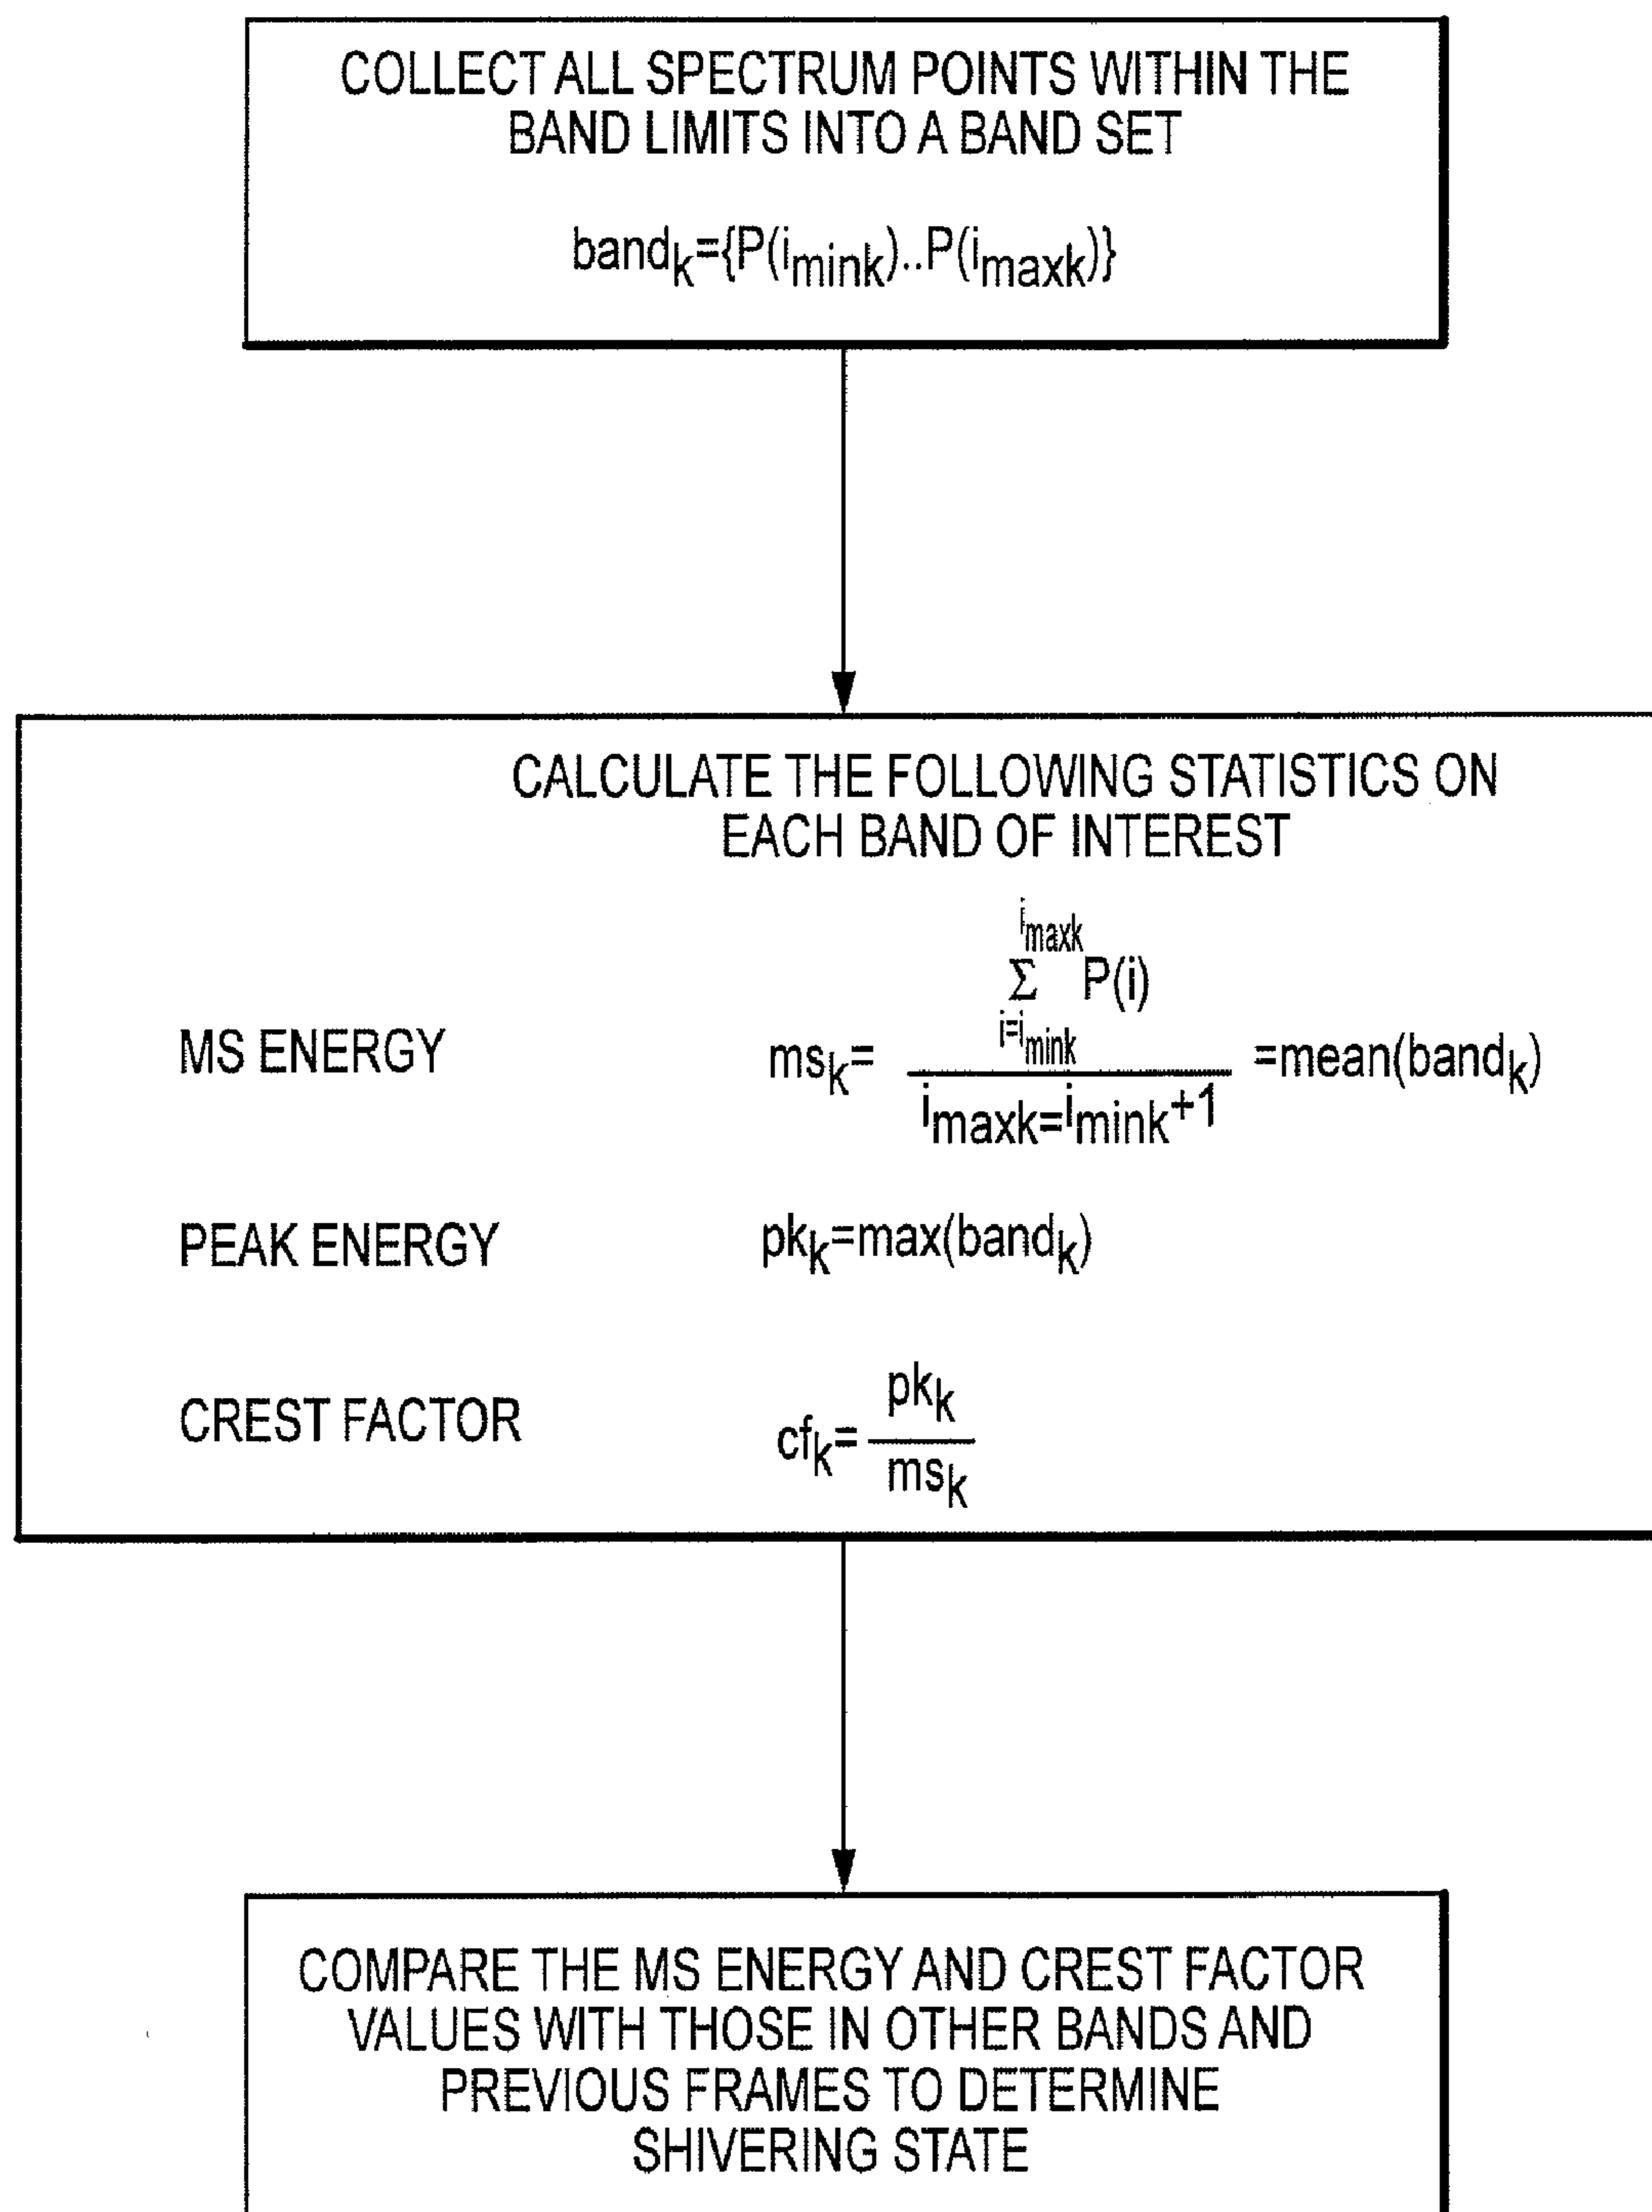 COLLECT ALL SPECTRUM POINTS WITHIN THE
BAND LIMITS INTO A BAND SET
band_k={P(i_mink)..P(i_maxk)}
CALCULATE THE FOLLOWING STATISTICS ON
EACH BAND OF INTEREST
MS ENERGY
i_maxk
Σ P(i)
i=i_mink
ms_k= =mean(band_k)
i_maxk=i_mink+1
PEAK ENERGY pk_k=max(band_k)
CREST FACTOR
pk_k
cf_k=
ms_k
COMPARE THE MS ENERGY AND CREST FACTOR
VALUES WITH THOSE IN OTHER BANDS AND
PREVIOUS FRAMES TO DETERMINE
SHIVERING STATE